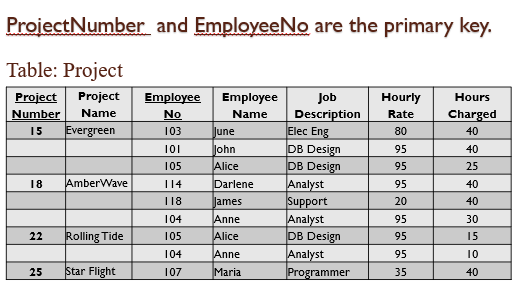 ProjectNumber  and EmployeeNo are the primary key.
Table: Project
Project Number | Project Name | Employee No | Employee Name | Job Description | Hourly Rate | Hours Charged
15 | Evergreen | 103 | June | Elec Eng | 80 | 40
101 | John | DB Design | 95 | 40
105 | Alice | DB Design | 95 | 25
18 | AmberWave | 114 | Darlene | Analyst | 95 | 40
118 | James | Support | 20 | 40
104 | Anne | Analyst | 95 | 30
22 | Rolling Tide | 105 | Alice | DB Design | 95 | 15
104 | Anne | Analyst | 95 | 10
25 | Star Flight | 107 | Maria | Programmer | 35 | 40